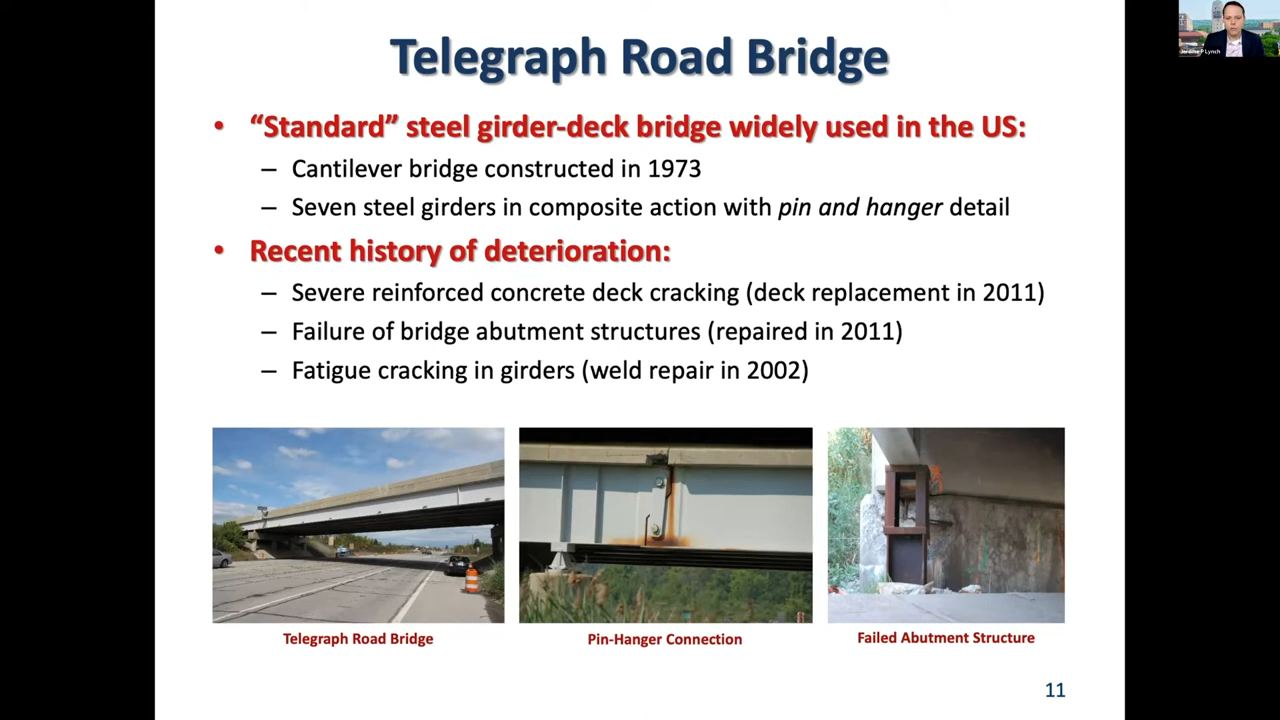 Telegraph Road Bridge
Jerome P Lynch
• “Standard” steel girder-deck bridge widely used in the US:
– Cantilever bridge constructed in 1973
– Seven steel girders in composite action with pin and hanger detail
• Recent history of deterioration:
– Severe reinforced concrete deck cracking (deck replacement in 2011)
– Failure of bridge abutment structures (repaired in 2011)
– Fatigue cracking in girders (weld repair in 2002)
Telegraph Road Bridge
Pin-Hanger Connection
Failed Abutment Structure
11